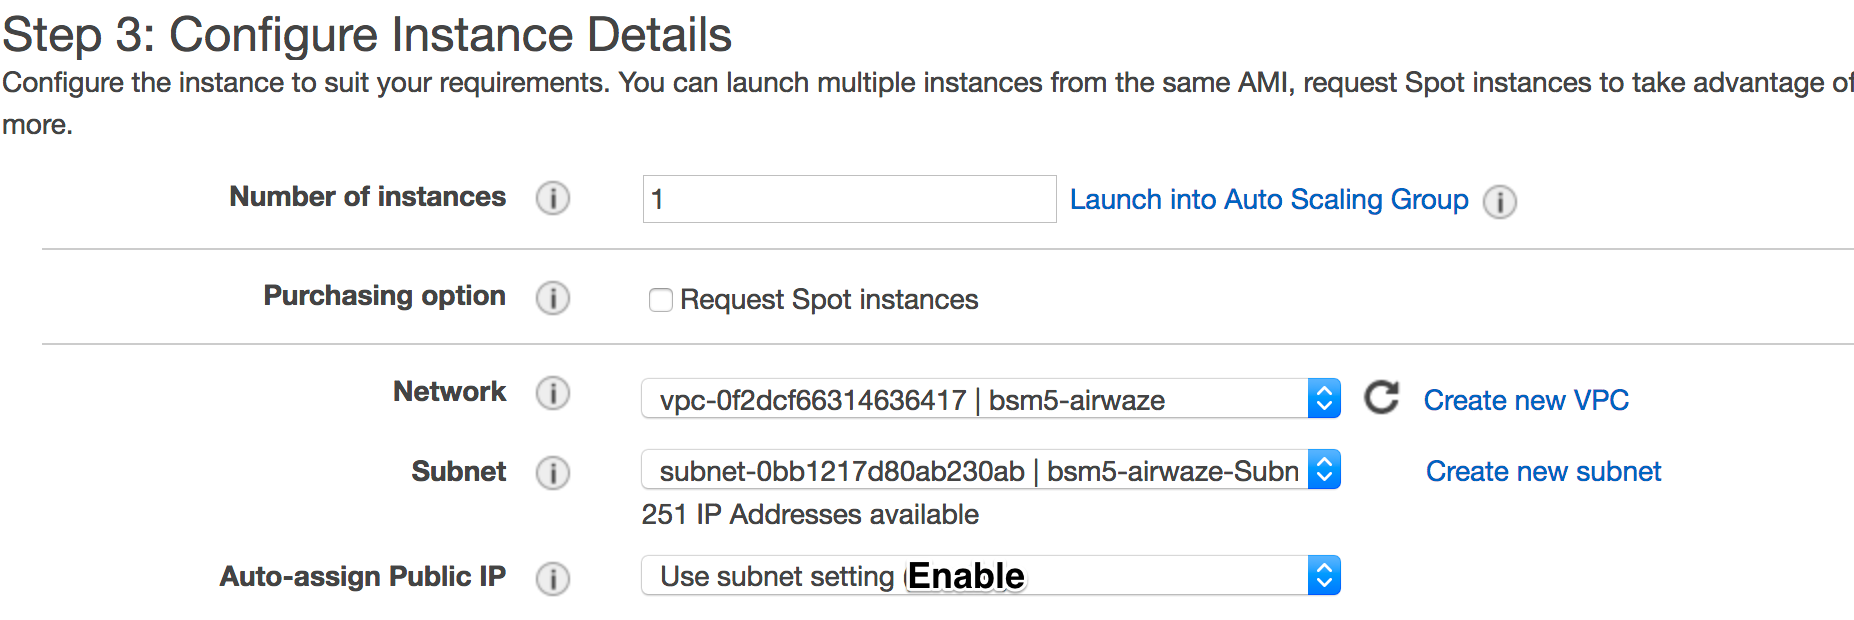 Step 3: Configure Instance Details
Configure the instance to suit your requirements. You can launch multiple instances from the same AMI, request Spot instances to take advantage of
more.
Number of instances 1 Launch into Auto Scaling Group
Purchasing option Request Spot instances
Network vpc-0f2dcf66314636417 | bsm5-airwaze Create new VPC
Subnet subnet-0bb1217d80ab230ab | bsm5-airwaze-Subn Create new subnet
251 IP Addresses available
Auto-assign Public IP Use subnet setting (Enable